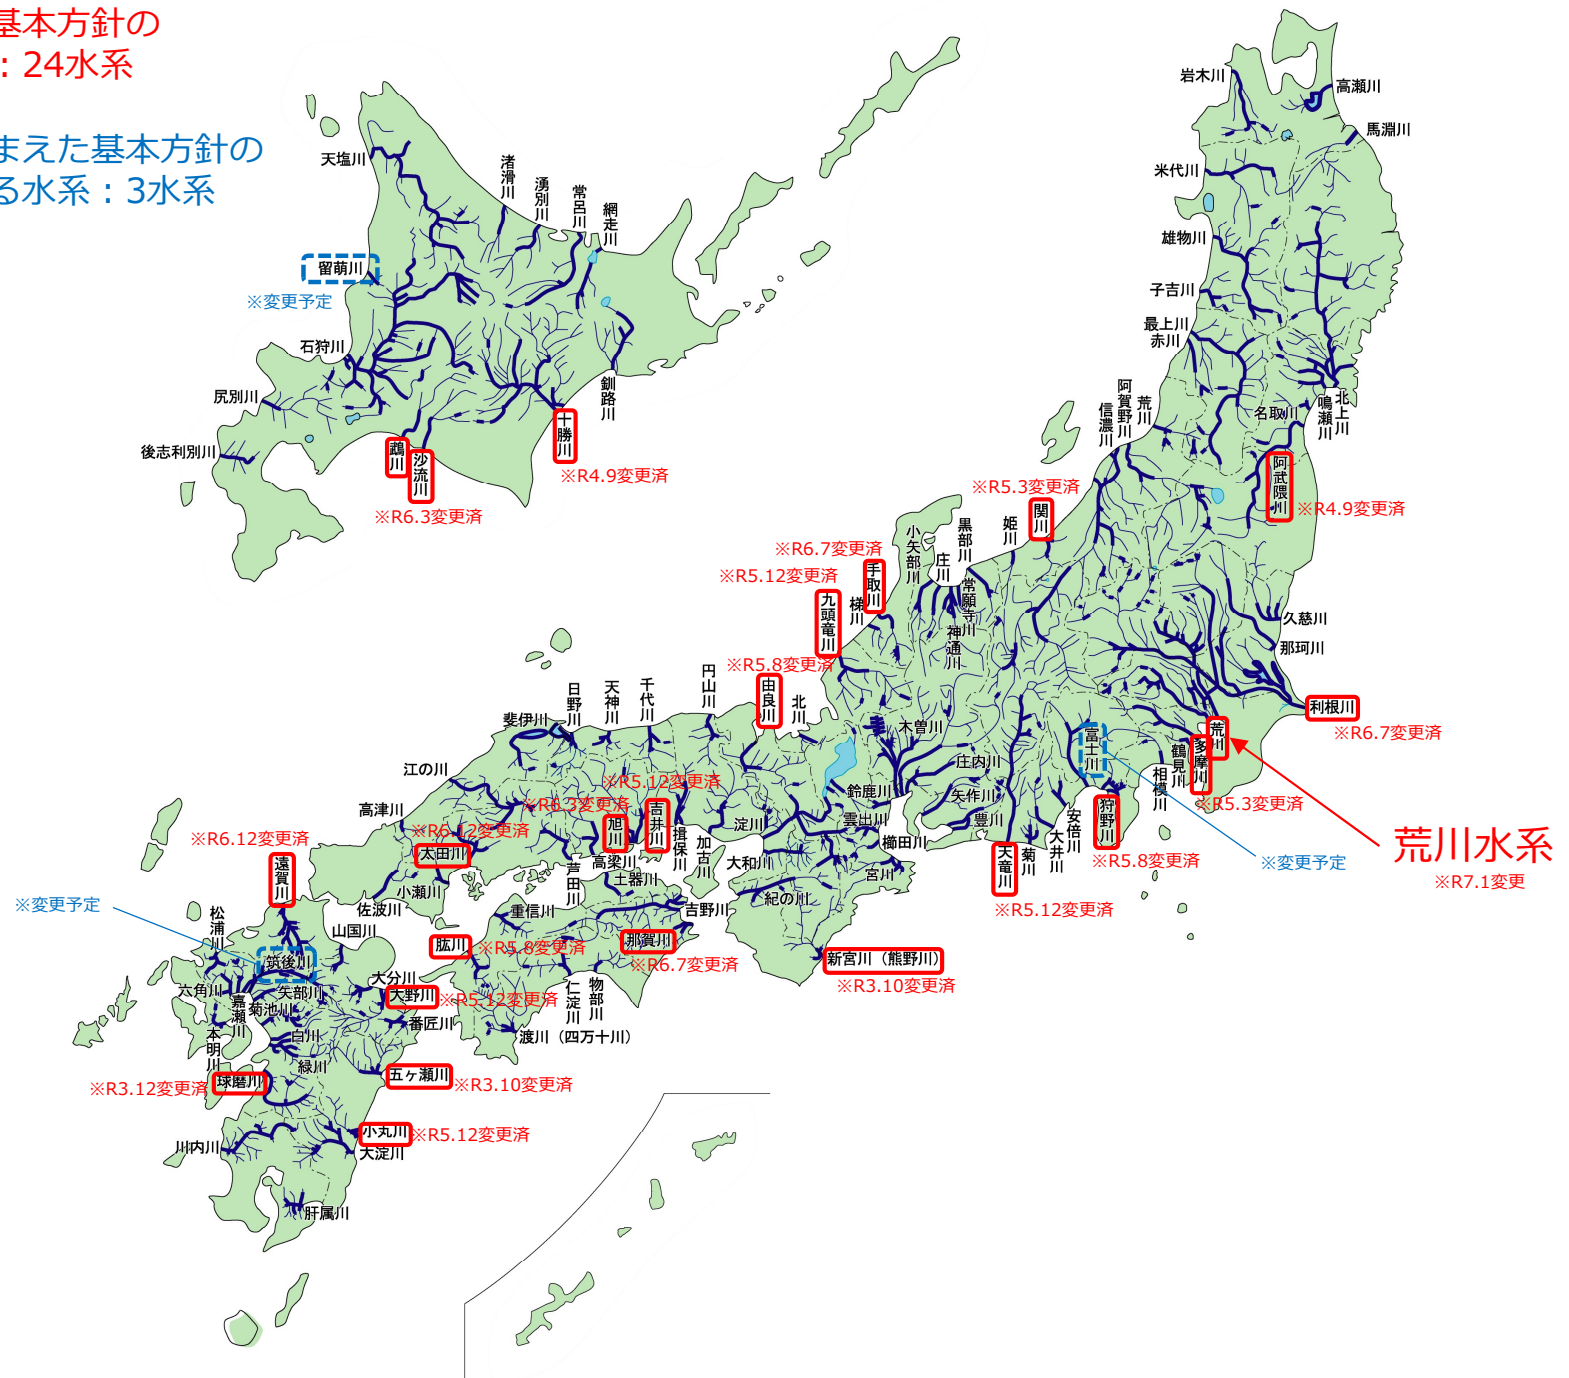 基本方針の
：24水系
まえた基本方針の
る水系：3水系
天塩川
渚滑川
湧別川
常呂川
網走川
留萌川
※変更予定
石狩川
尻別川
後志利別川
鵡川
沙流川
※R6.3変更済
十勝川
※R4.9変更済
釧路川
岩木川
高瀬川
馬淵川
米代川
雄物川
子吉川
最上川
赤川
荒川
阿賀野川
信濃川
名取川
鳴瀬川
北上川
阿武隈川
※R4.9変更済
※R5.3変更済
関川
姫川
黒部川
常願寺川
神通川
庄川
小矢部川
※R6.7変更済
手取川
※R5.12変更済
梯川
九頭竜川
久慈川
那珂川
利根川
※R6.7変更済
荒川
多摩川
※R5.3変更済
鶴見川
相模川
荒川水系
※R7.1変更
富士川
※変更予定
狩野川
※R5.8変更済
安倍川
大井川
菊川
天竜川
※R5.12変更済
豊川
矢作川
庄内川
木曽川
鈴鹿川
雲出川
櫛田川
宮川
※R5.8変更済
由良川
北川
円山川
千代川
天神川
日野川
斐伊川
江の川
高津川
※R5.12変更済
吉井川
※R6.3変更済
旭川
高梁川
揖保川
加古川
淀川
大和川
紀の川
新宮川（熊野川）
※R3.10変更済
芦田川
※R6.12変更済
太田川
小瀬川
佐波川
土器川
重信川
吉野川
那賀川
※R6.7変更済
肱川
※R5.8変更済
物部川
仁淀川
渡川（四万十川）
※R6.12変更済
遠賀川
山国川
※変更予定
筑後川
松浦川
六角川
嘉瀬川
矢部川
菊池川
白川
緑川
本明川
大分川
大野川
※R5.12変更済
番匠川
五ヶ瀬川
※R3.10変更済
※R3.12変更済
球磨川
小丸川
※R5.12変更済
大淀川
川内川
肝属川